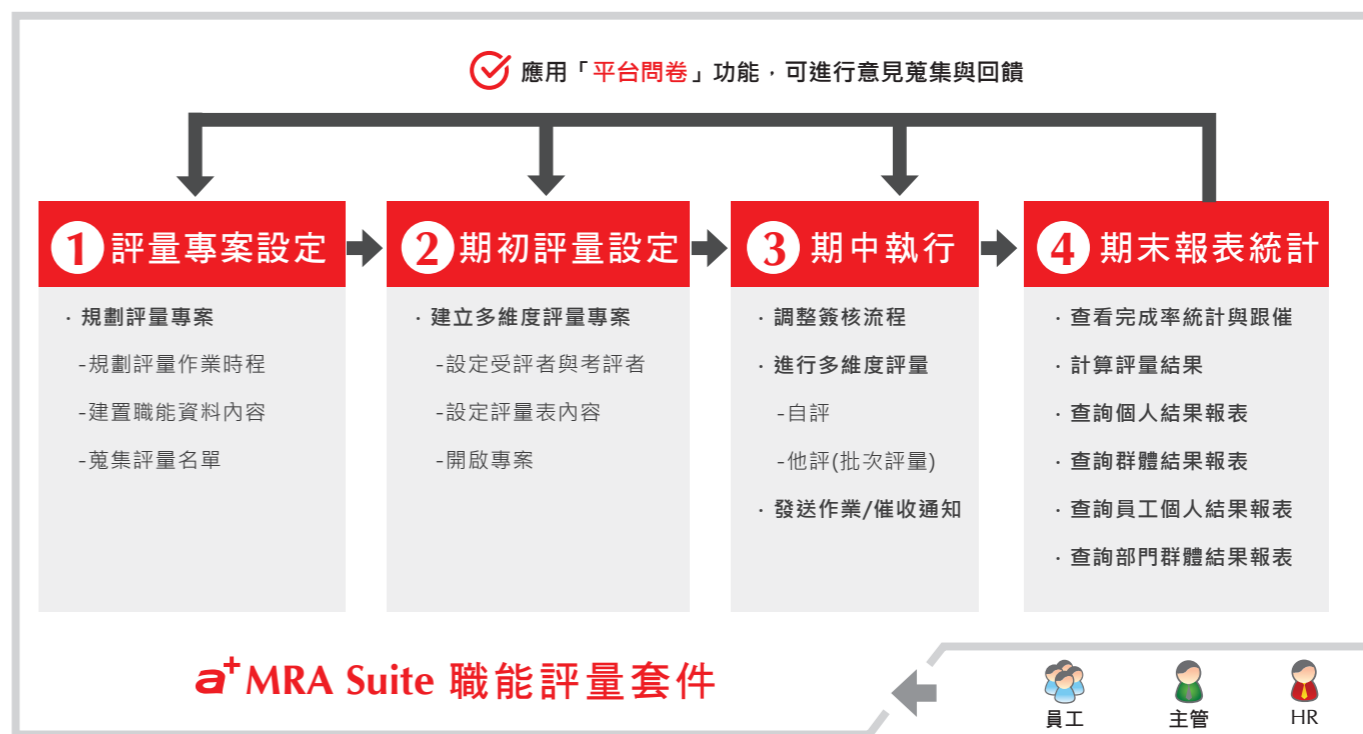 應用「平台問卷」功能，可進行意見蒐集與回饋
1 評量專案設定
· 規劃評量專案
-規劃評量作業時程
-建置職能資料內容
-蒐集評量名單
2 期初評量設定
· 建立多維度評量專案
-設定受評者與考評者
-設定評量表內容
-開啟專案
3 期中執行
· 調整簽核流程
· 進行多維度評量
-自評
-他評(批次評量)
· 發送作業/催收通知
4 期末報表統計
· 查看完成率統計與跟催
· 計算評量結果
· 查詢個人結果報表
· 查詢群體結果報表
· 查詢員工個人結果報表
· 查詢部門群體結果報表
a+ MRA Suite 職能評量套件
員工
主管
HR